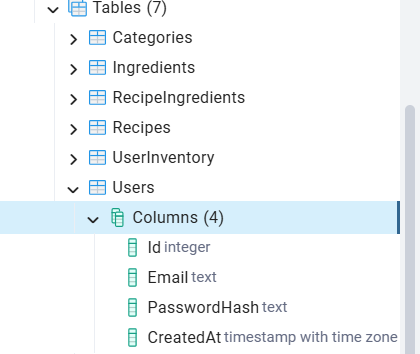 Tables (7)
Categories
Ingredients
RecipeIngredients
Recipes
UserInventory
Users
Columns (4)
Id integer
Email text
PasswordHash text
CreatedAt timestamp with time zone